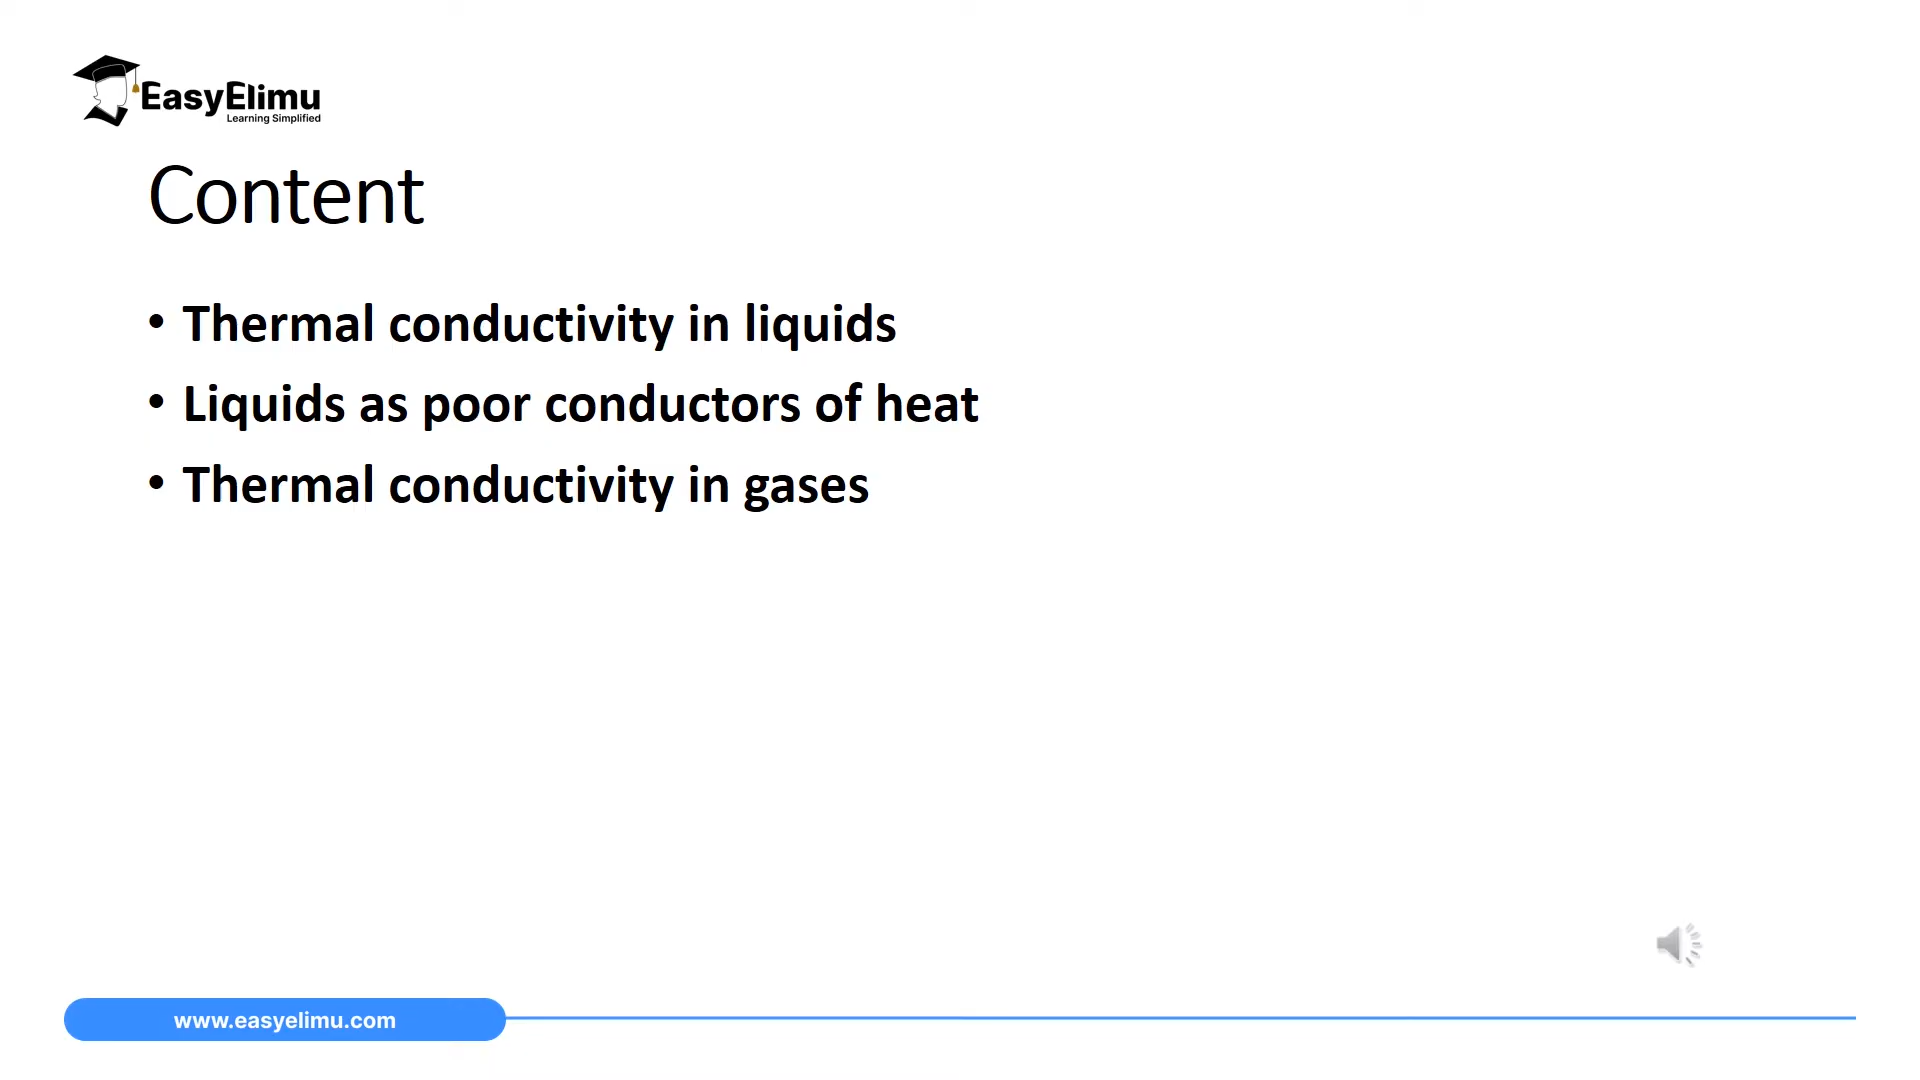 EasyElimu
Learning Simplified
Content
• Thermal conductivity in liquids
• Liquids as poor conductors of heat
• Thermal conductivity in gases
www.easyelimu.com